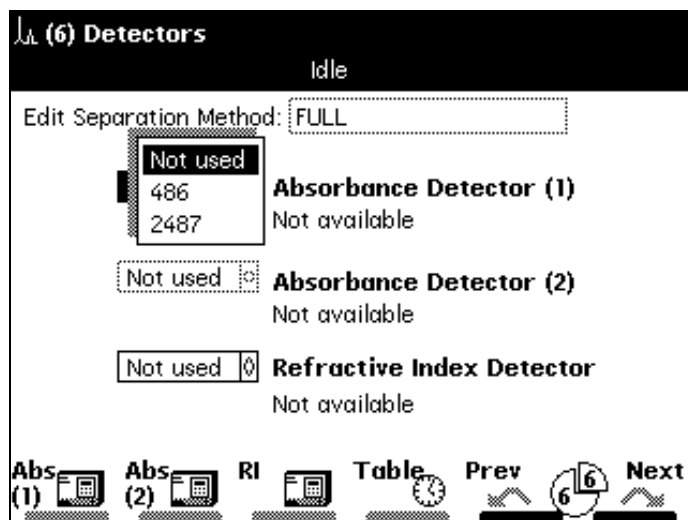 (6) Detectors
Idle
Edit Separation Method: FULL
Not used
486
2487
Absorbance Detector (1)
Not available
Not used
Absorbance Detector (2)
Not available
Not used
Refractive Index Detector
Not available
Abs (1) Abs (2) RI Table Prev 6 6 Next